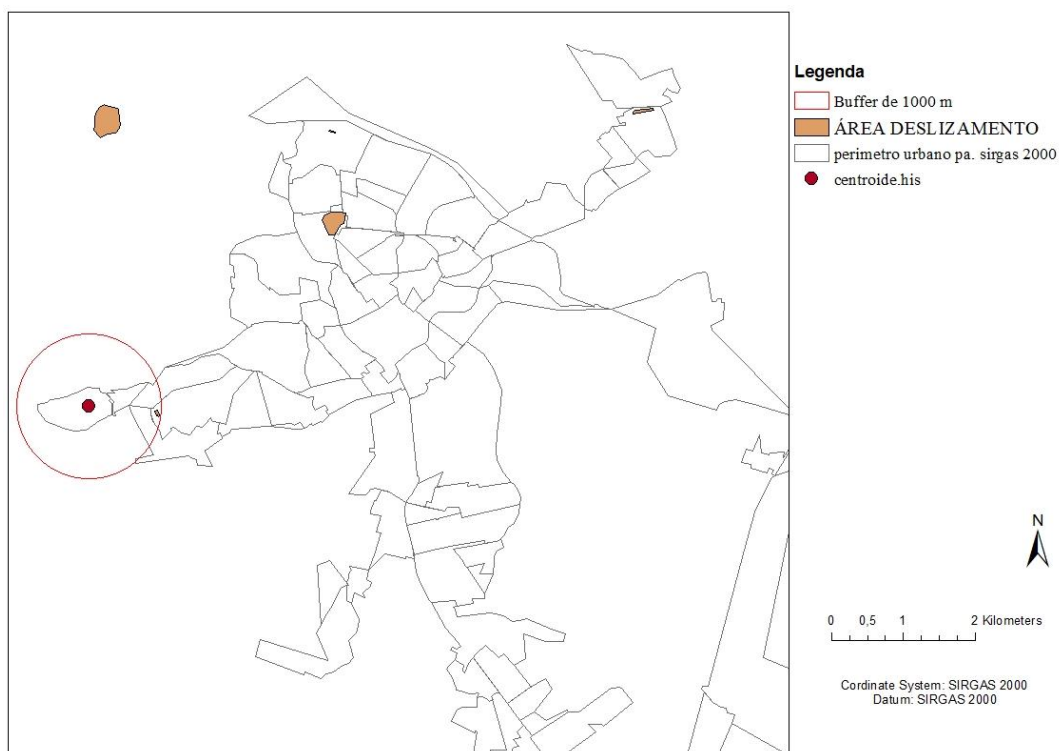 Legenda
Buffer de 1000 m
ÁREA DESLIZAMENTO
perimetro urbano pa. sirgas 2000
centroide.his
N
0 0,5 1 2 Kilometers
Cordinate System: SIRGAS 2000
Datum: SIRGAS 2000